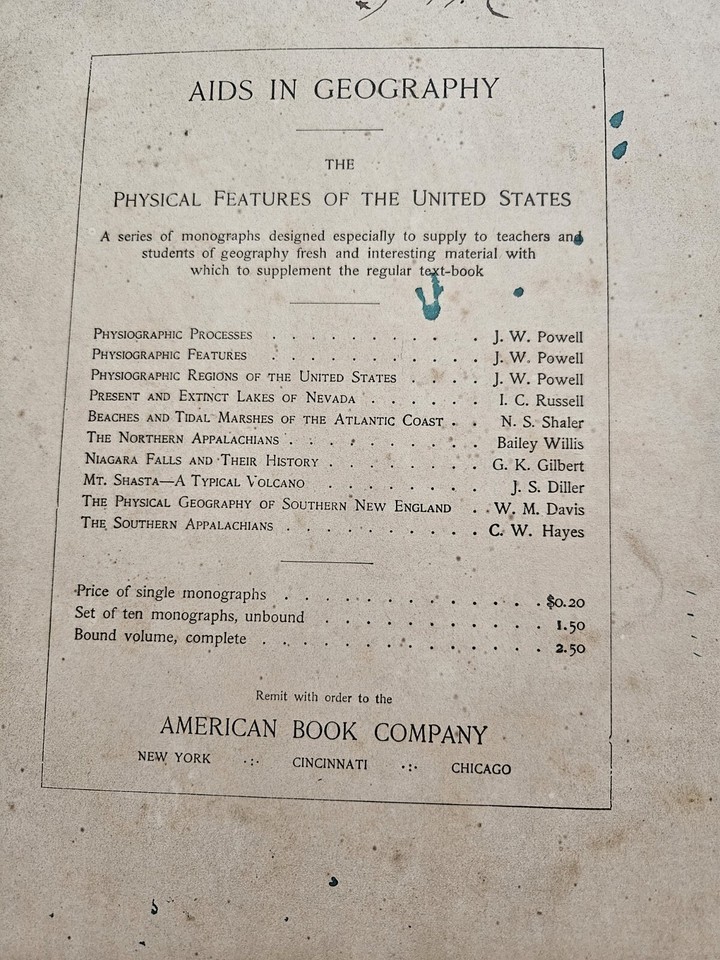 AIDS IN GEOGRAPHY
THE
PHYSICAL FEATURES OF THE UNITED STATES
A series of monographs designed especially to supply to teachers and
students of geography fresh and interesting material with
which to supplement the regular text-book
PHYSIOGRAPHIC PROCESSES . . . . . . . . . . J. W. Powell
PHYSIOGRAPHIC FEATURES . . . . . . . . . . J. W. Powell
PHYSIOGRAPHIC REGIONS OF THE UNITED STATES . . . . J. W. Powell
PRESENT AND EXTINCT LAKES OF NEVADA . . . . . . I. C. Russell
BEACHES AND TIDAL MARSHES OF THE ATLANTIC COAST . . N. S. Shaler
THE NORTHERN APPALACHIANS . . . . . . . . . Bailey Willis
NIAGARA FALLS AND THEIR HISTORY . . . . . . . G. K. Gilbert
MT. SHASTA—A TYPICAL VOLCANO . . . . . . . J. S. Diller
THE PHYSICAL GEOGRAPHY OF SOUTHERN NEW ENGLAND . . W. M. Davis
THE SOUTHERN APPALACHIANS . . . . . . . . . C. W. Hayes
Price of single monographs . . . . . . . . . . . . $0.20
Set of ten monographs, unbound . . . . . . . . . . 1.50
Bound volume, complete . . . . . . . . . . . . . 2.50
Remit with order to the
AMERICAN BOOK COMPANY
NEW YORK .:. CINCINNATI .:. CHICAGO